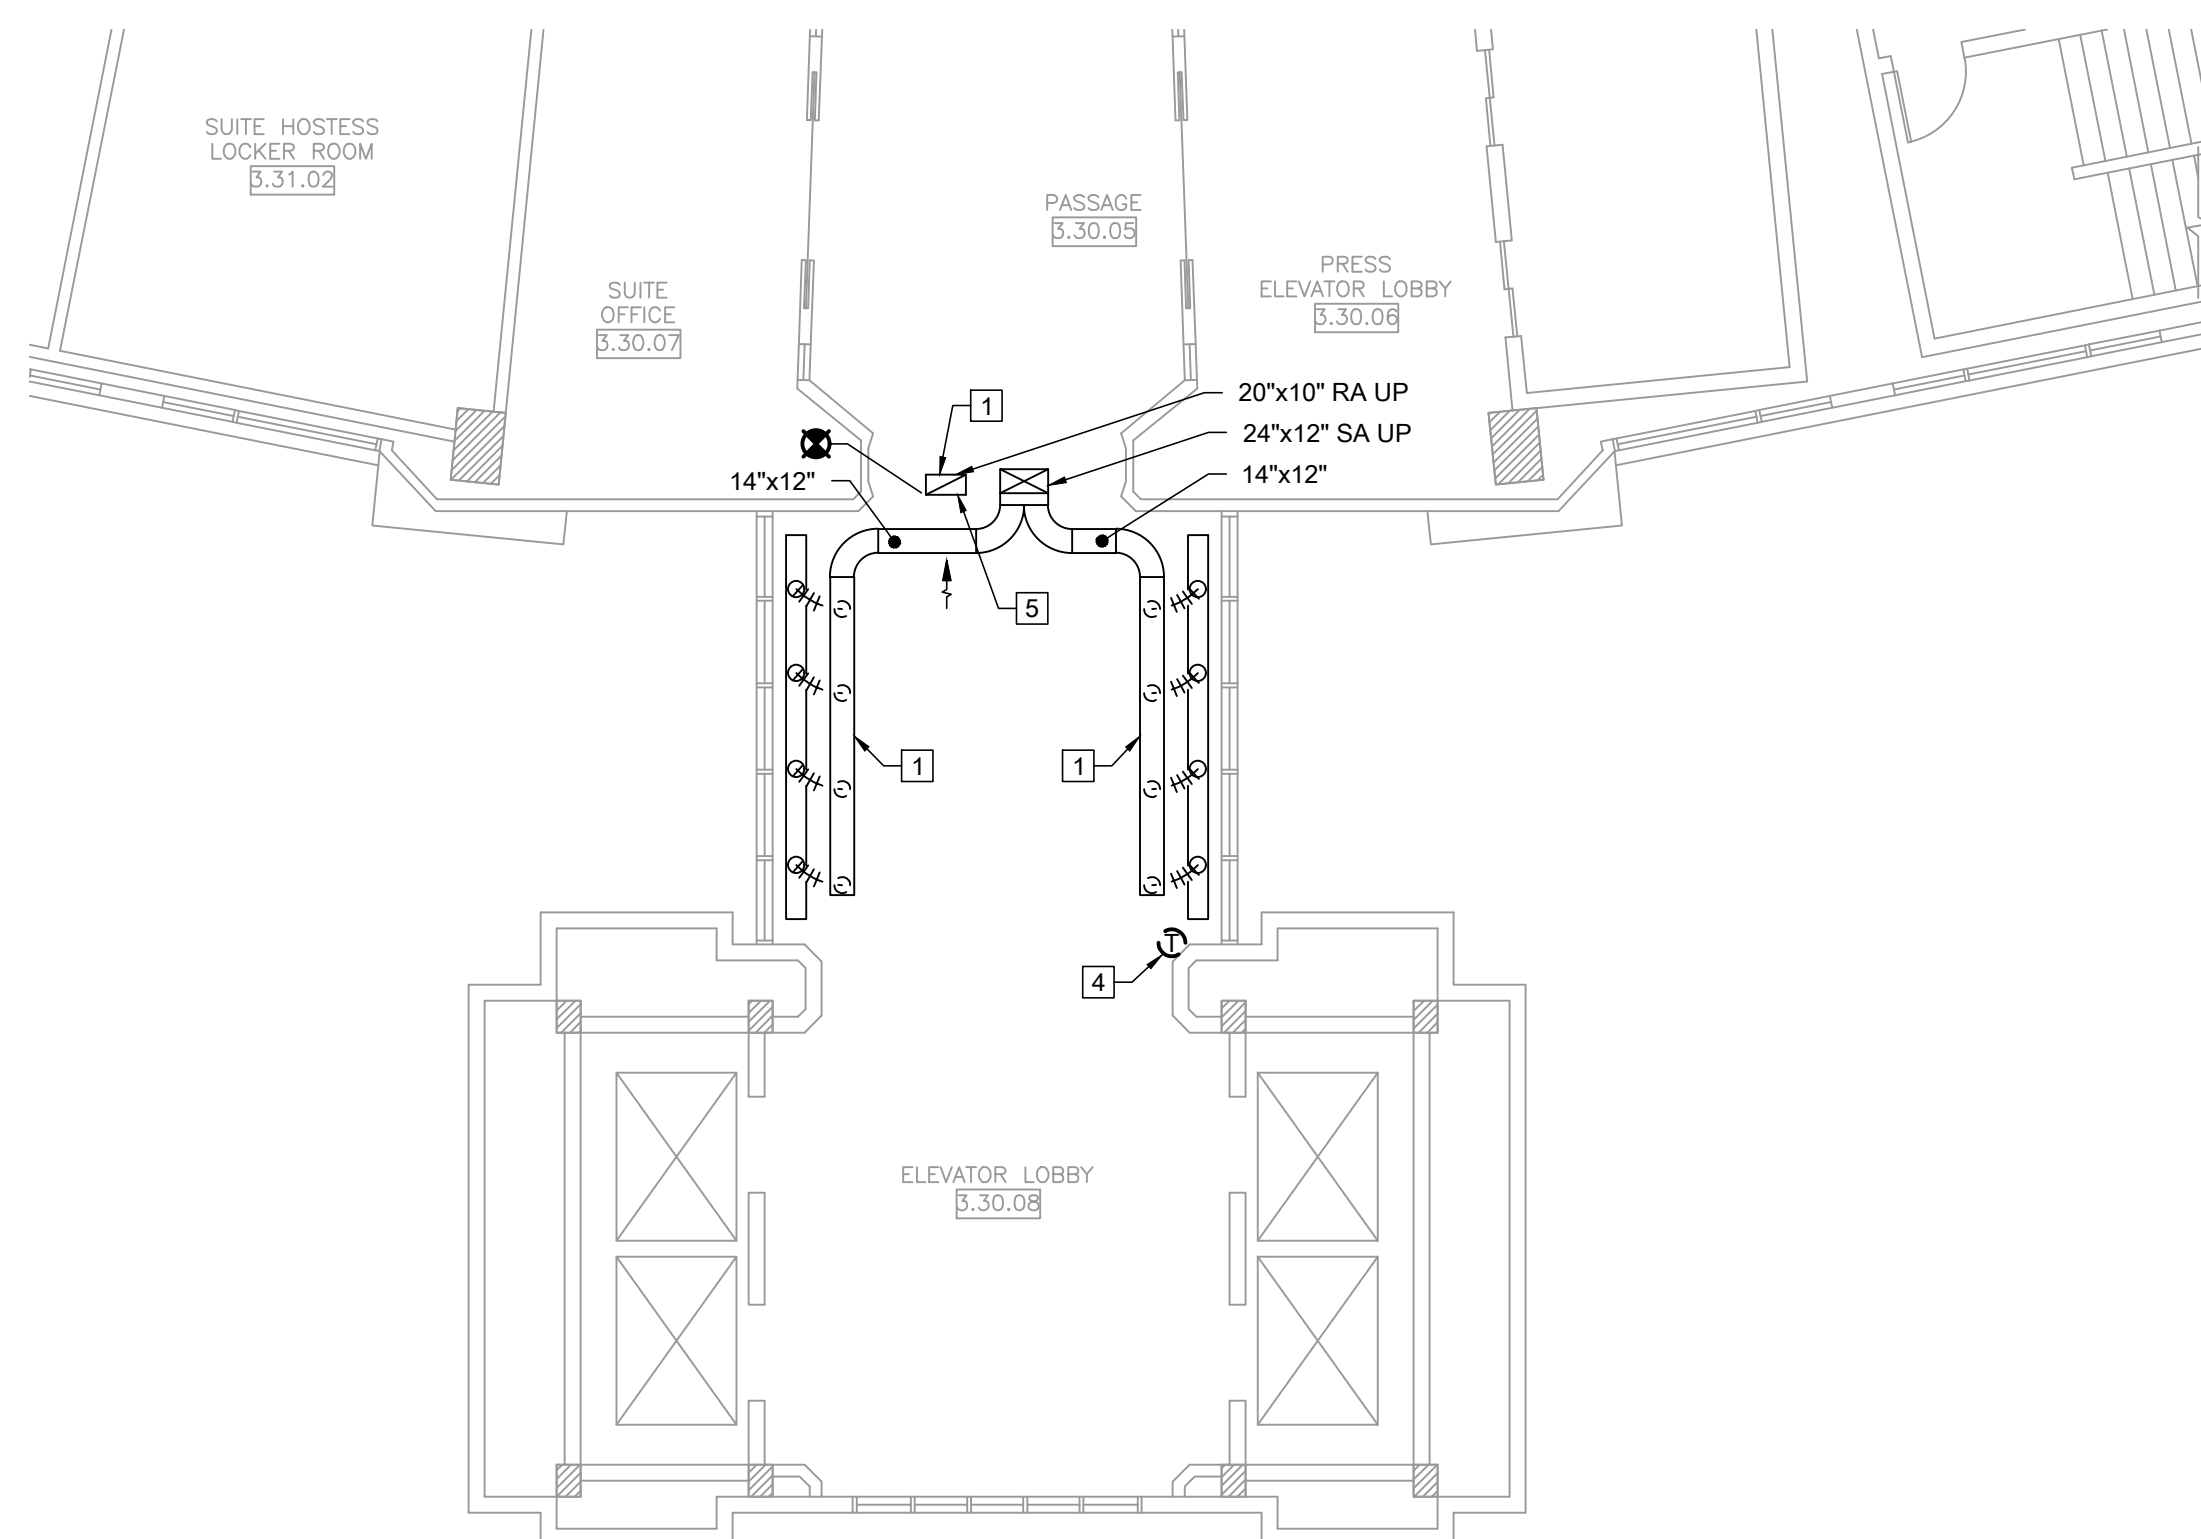 SUITE HOSTESS
LOCKER ROOM
3.31.02
PASSAGE
3.30.05
PRESS
ELEVATOR LOBBY
3.30.06
SUITE
OFFICE
3.30.07
1
20"x10" RA UP
24"x12" SA UP
14"x12"
14"x12"
5
1
1
T
4
ELEVATOR LOBBY
3.30.08